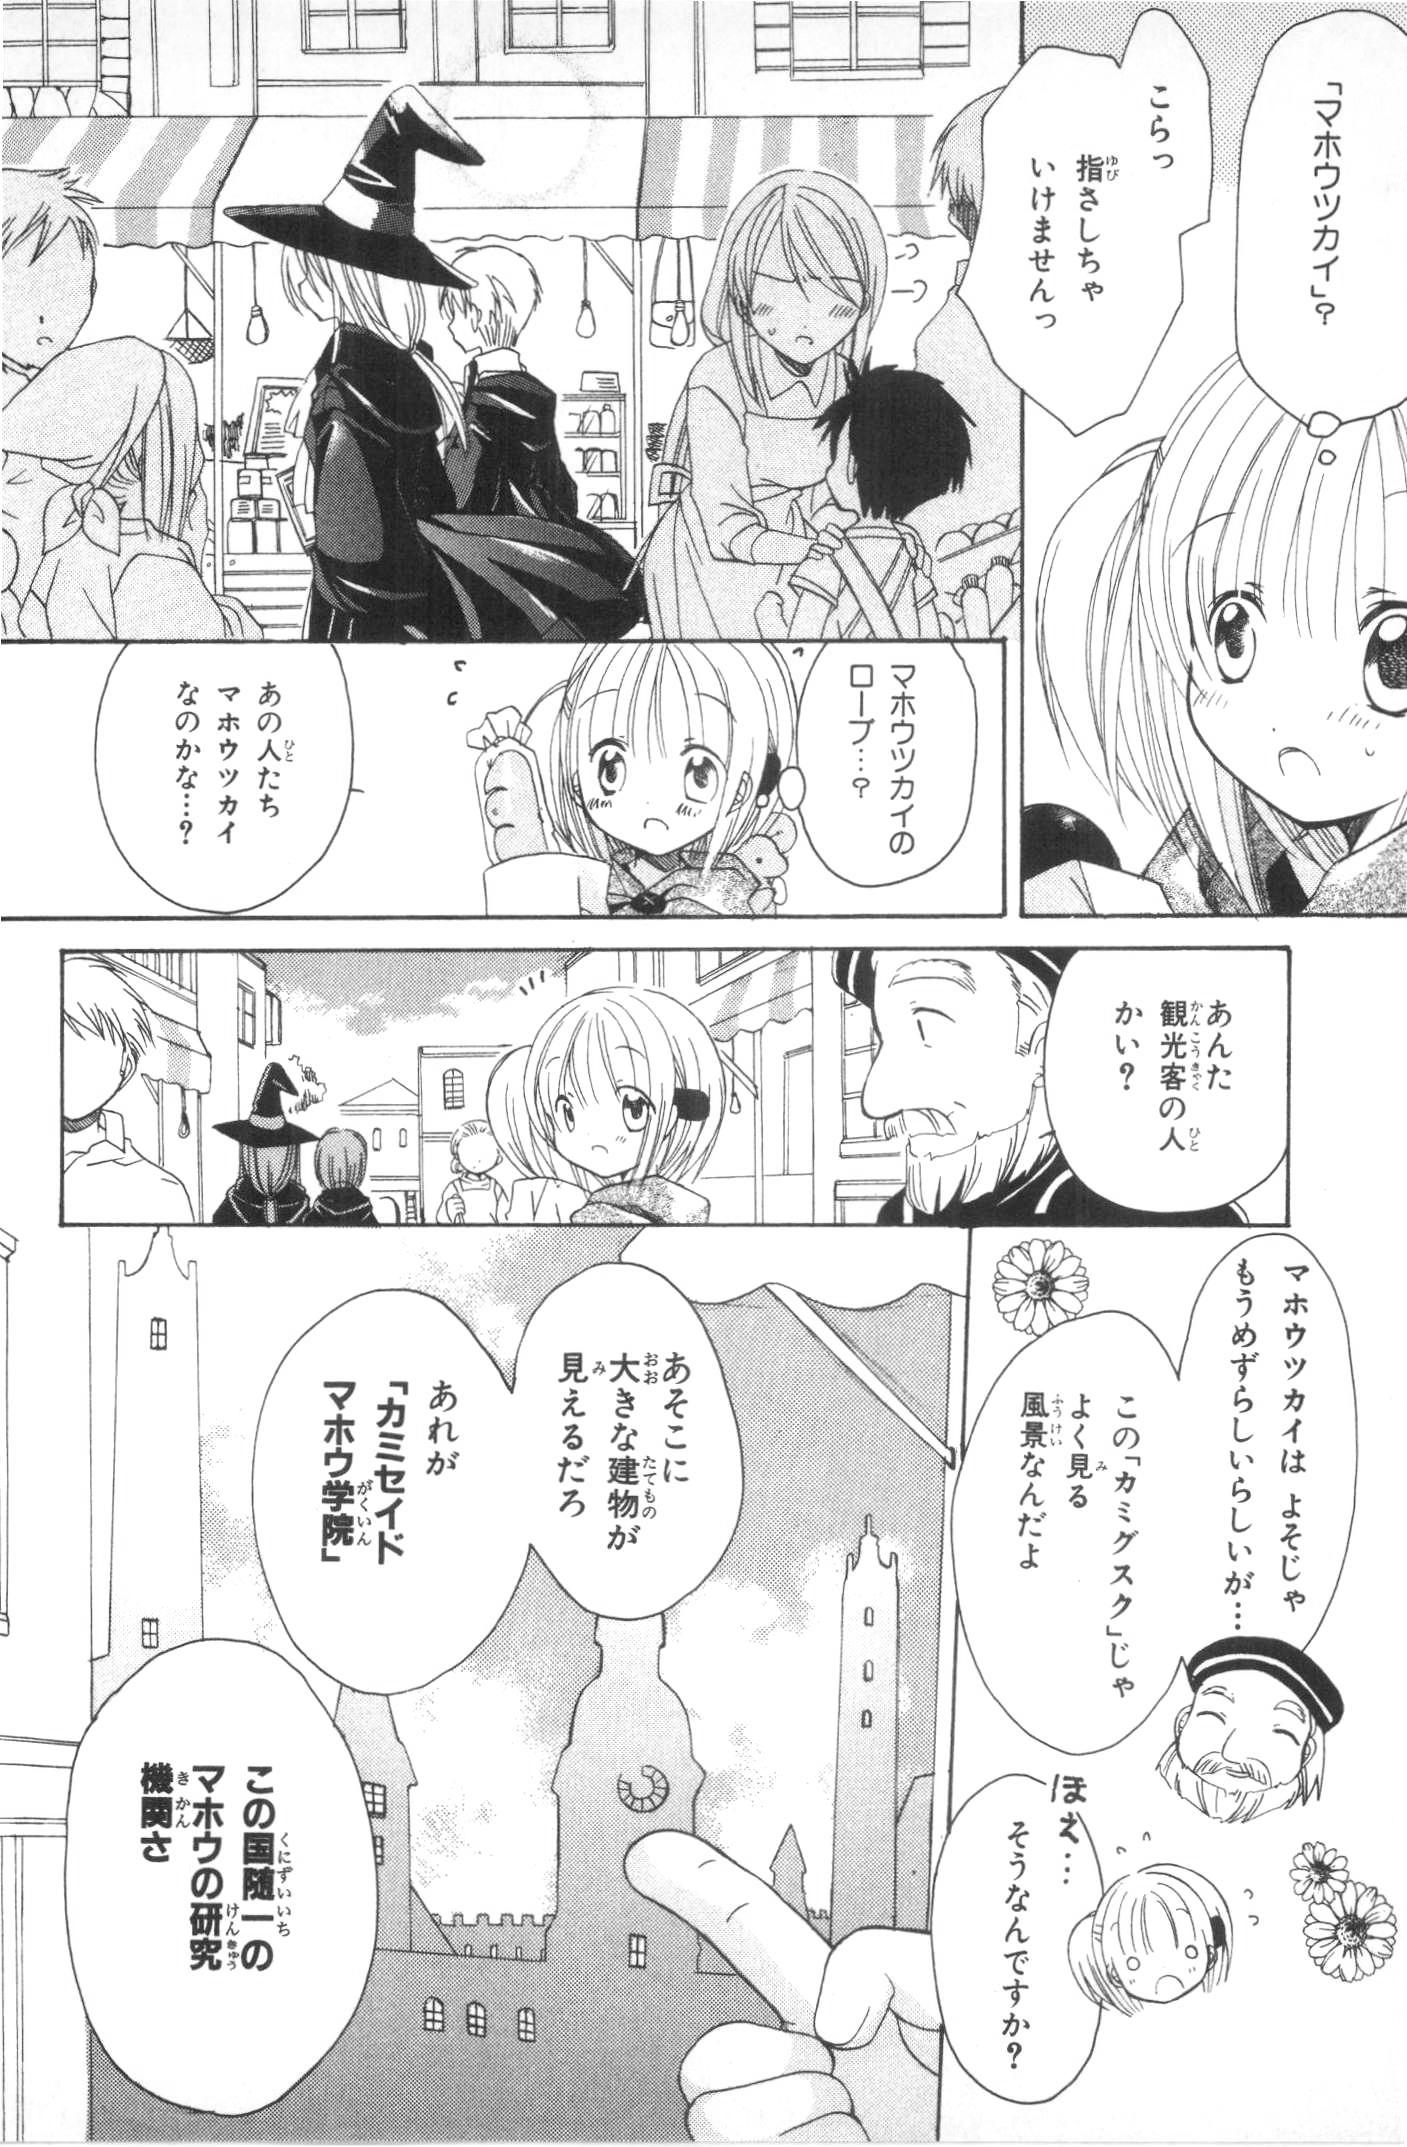 「マホウツカイ」？
こらっ
指さしちゃ
いけませんっ
マホウツカイの
ローブ…？
あの人たち
マホウツカイ
なのかな…？
あんた
観光客の人
かい？
マホウツカイは よそじゃ
もうめずらしいらしいが…
この「カミグスク」じゃ
よく見る
風景なんだよ
ほえ…
そうなんですか？
あそこに
大きな建物が
見えるだろ
あれが
「カミセイド
マホウ学院」
この国随一の
マホウの研究
機関さ